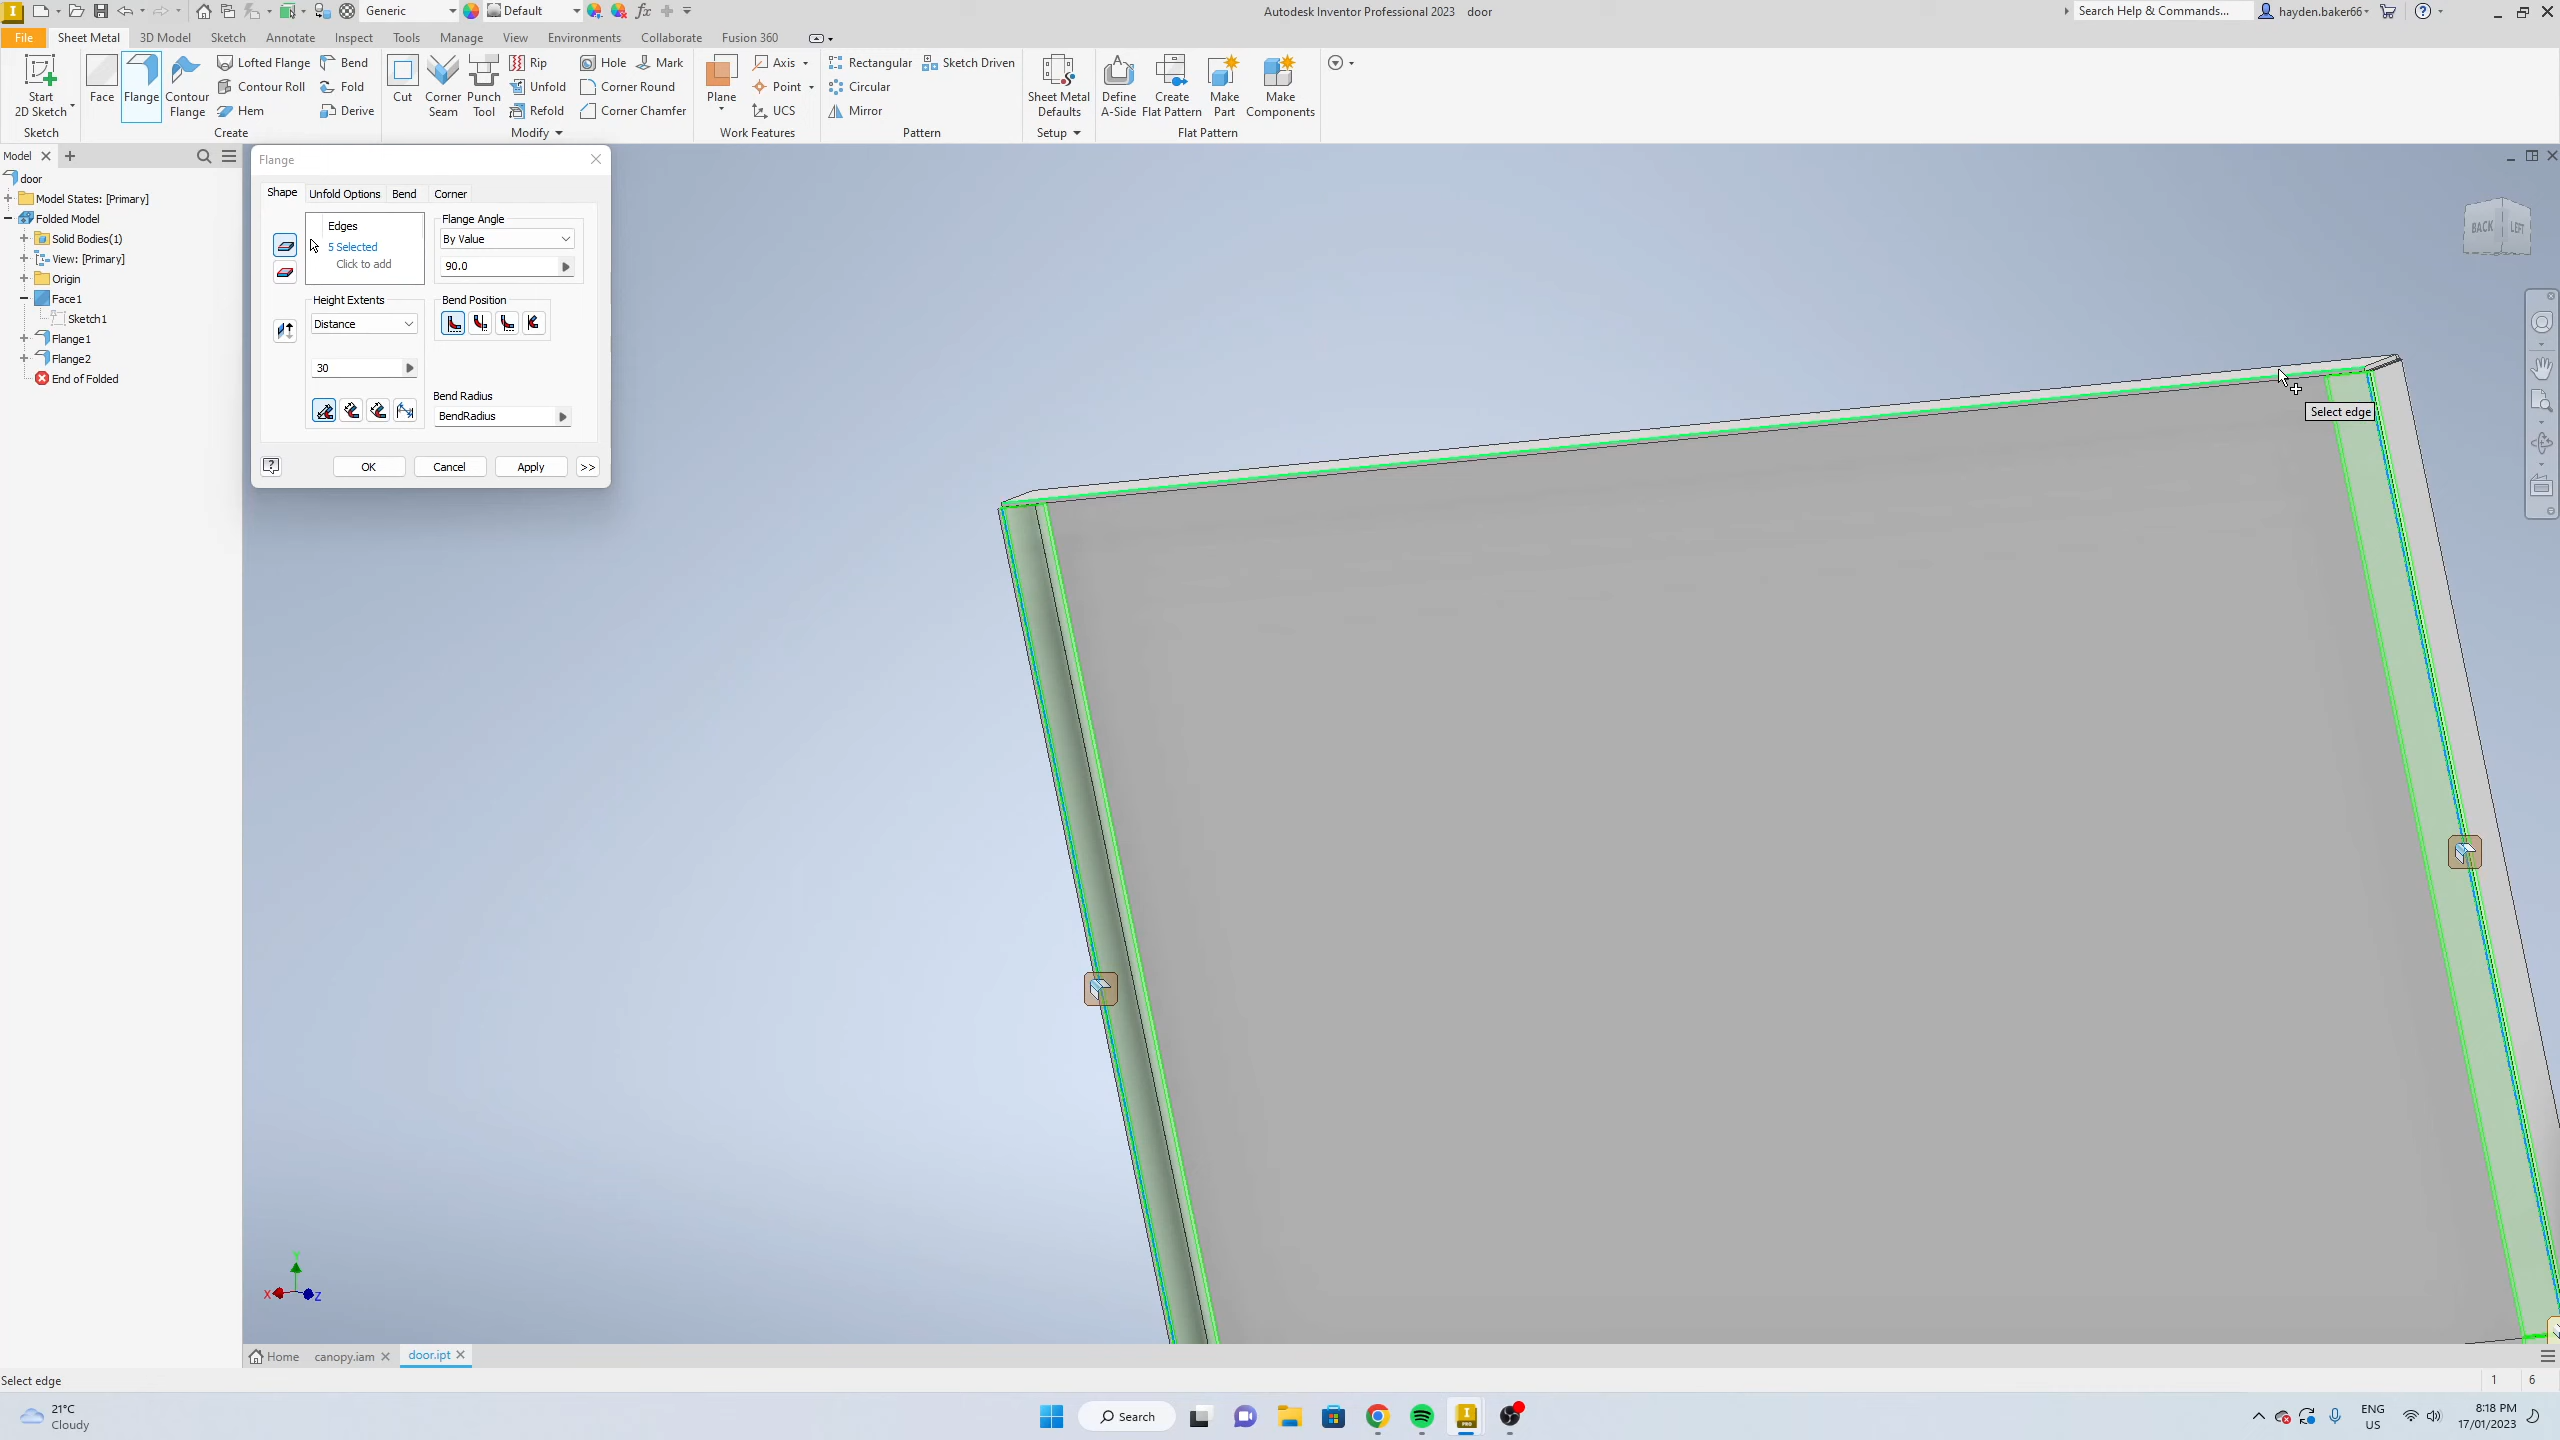 Generic
Default
Autodesk Inventor Professional 2023 door
Search Help & Commands...
hayden.baker66
File
Sheet Metal
3D Model
Sketch
Annotate
Inspect
Tools
Manage
View
Environments
Collaborate
Fusion 360
Start
2D Sketch
Sketch
Face
Flange
Contour
Flange
Lofted Flange
Contour Roll
Hem
Bend
Fold
Derive
Create
Cut
Corner
Seam
Punch
Tool
Rip
Unfold
Refold
Hole
Mark
Corner Round
Corner Chamfer
Modify
Plane
Axis
Point
UCS
Work Features
Rectangular
Circular
Mirror
Sketch Driven
Pattern
Sheet Metal
Defaults
Setup
Define
A-Side
Create
Flat Pattern
Make
Part
Make
Components
Flat Pattern
Model
door
Model States: [Primary]
Folded Model
Solid Bodies(1)
View: [Primary]
Origin
Face1
Sketch1
Flange1
Flange2
End of Folded
Flange
Shape
Unfold Options
Bend
Corner
Edges
5 Selected
Click to add
Flange Angle
By Value
90.0
Height Extents
Distance
30
Bend Position
Bend Radius
BendRadius
OK
Cancel
Apply
>>
BACK
LEFT
Select edge
Y
X
Z
Home
canopy.iam
door.ipt
Select edge
1
6
21°C
Cloudy
Search
PRO
ENG
US
8:18 PM
17/01/2023